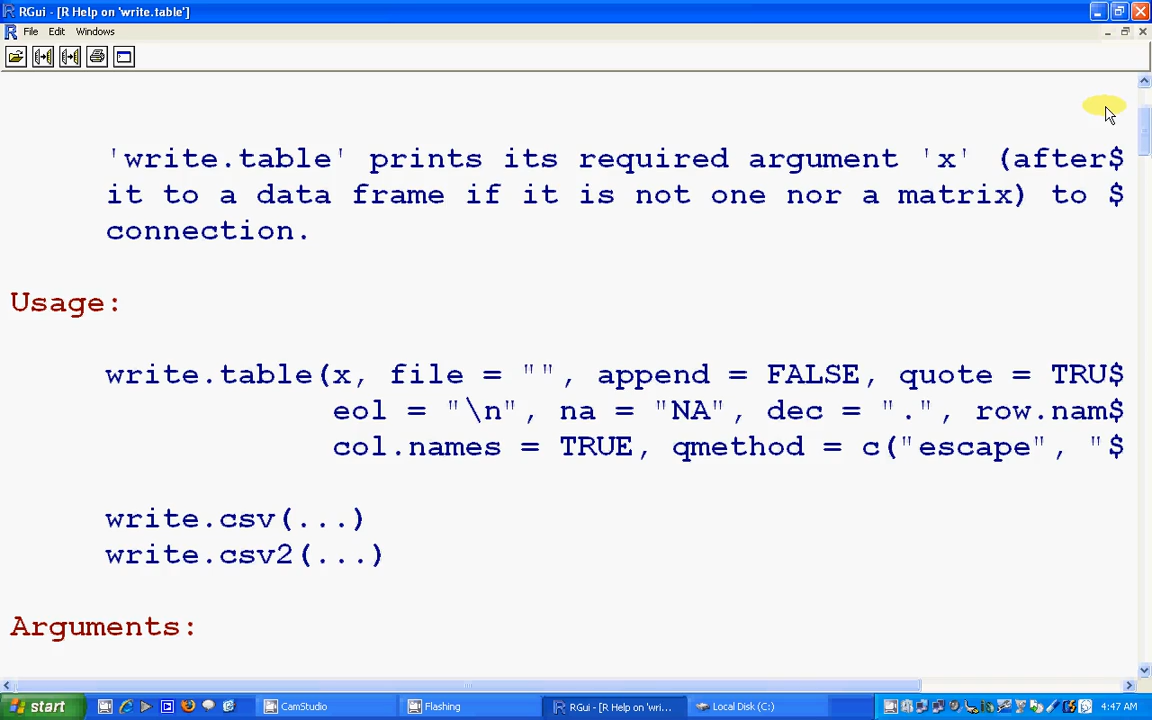 RGui - [R Help on 'write.table']
File Edit Windows
'write.table' prints its required argument 'x' (after$
it to a data frame if it is not one nor a matrix) to $
connection.
Usage:
write.table(x, file = "", append = FALSE, quote = TRU$
eol = "\n", na = "NA", dec = ".", row.nam$
col.names = TRUE, qmethod = c("escape", "$
write.csv(...)
write.csv2(...)
Arguments:
start CamStudio Flashing RGui - [R Help on 'wri... Local Disk (C:) 4:47 AM